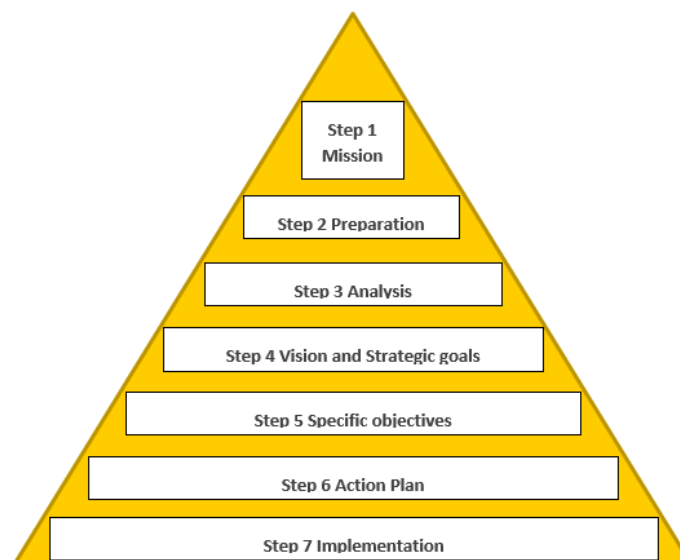 Step 1
Mission
Step 2 Preparation
Step 3 Analysis
Step 4 Vision and Strategic goals
Step 5 Specific objectives
Step 6 Action Plan
Step 7 Implementation